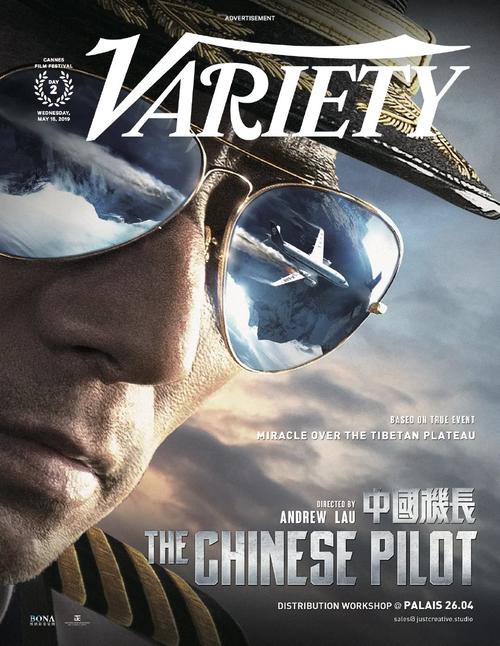 ADVERTISEMENT
VARIETY
CANNES
FILM FESTIVAL
DAY
2
WEDNESDAY,
MAY 15, 2019
BASED ON TRUE EVENT
MIRACLE OVER THE TIBETAN PLATEAU
DIRECTED BY
ANDREW LAU
中國機長
THE CHINESE PILOT
DISTRIBUTION WORKSHOP @ PALAIS 26.04
sales@justcreative.studio
BONA